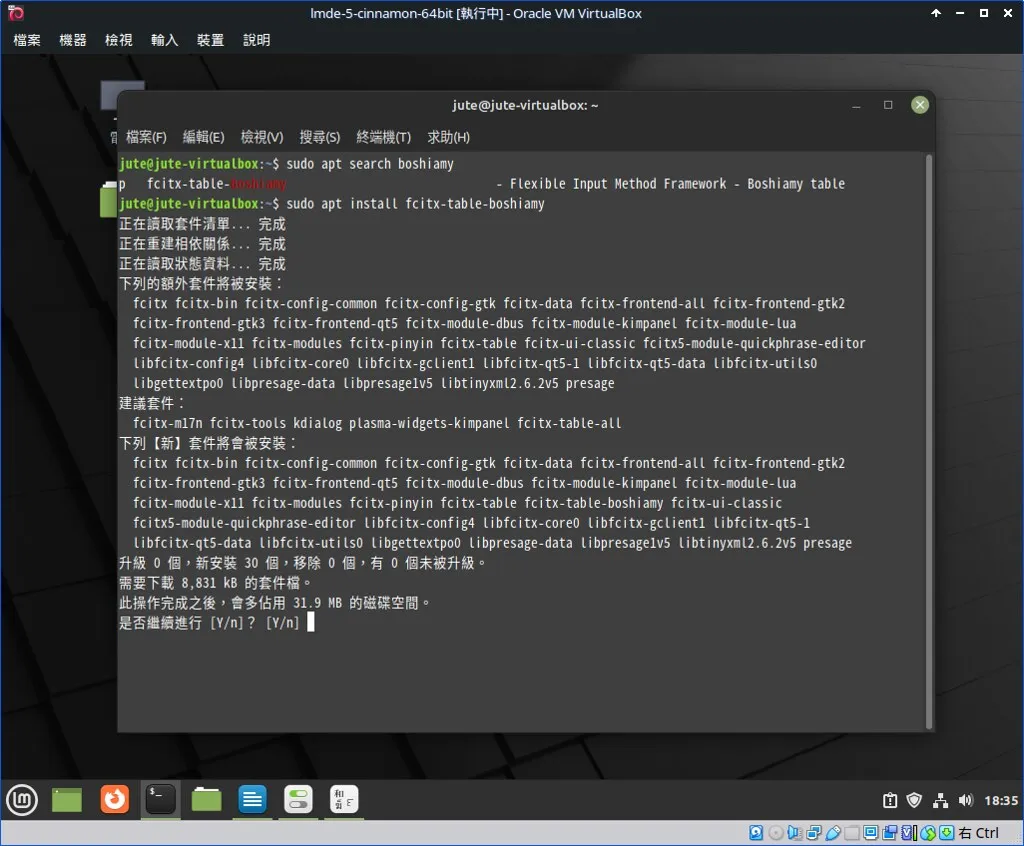 lmde-5-cinnamon-64bit [執行中] - Oracle VM VirtualBox
檔案 機器 檢視 輸入 裝置 說明
jute@jute-virtualbox: ~
檔案(F) 編輯(E) 檢視(V) 搜尋(S) 終端機(T) 求助(H)
jute@jute-virtualbox:~$ sudo apt search boshiamy
p fcitx-table-boshiamy - Flexible Input Method Framework - Boshiamy table
jute@jute-virtualbox:~$ sudo apt install fcitx-table-boshiamy
正在讀取套件清單... 完成
正在重建相依關係... 完成
正在讀取狀態資料... 完成
下列的額外套件將被安裝：
fcitx fcitx-bin fcitx-config-common fcitx-config-gtk fcitx-data fcitx-frontend-all fcitx-frontend-gtk2
fcitx-frontend-gtk3 fcitx-frontend-qt5 fcitx-module-dbus fcitx-module-kimpanel fcitx-module-lua
fcitx-module-x11 fcitx-modules fcitx-pinyin fcitx-table fcitx-ui-classic fcitx5-module-quickphrase-editor
libfcitx-config4 libfcitx-core0 libfcitx-gclient1 libfcitx-qt5-1 libfcitx-qt5-data libfcitx-utils0
libgettextpo0 libpresage-data libpresage1v5 libtinyxml2.6.2v5 presage
建議套件：
fcitx-m17n fcitx-tools kdialog plasma-widgets-kimpanel fcitx-table-all
下列【新】套件將會被安裝：
fcitx fcitx-bin fcitx-config-common fcitx-config-gtk fcitx-data fcitx-frontend-all fcitx-frontend-gtk2
fcitx-frontend-gtk3 fcitx-frontend-qt5 fcitx-module-dbus fcitx-module-kimpanel fcitx-module-lua
fcitx-module-x11 fcitx-modules fcitx-pinyin fcitx-table fcitx-table-boshiamy fcitx-ui-classic
fcitx5-module-quickphrase-editor libfcitx-config4 libfcitx-core0 libfcitx-gclient1 libfcitx-qt5-1
libfcitx-qt5-data libfcitx-utils0 libgettextpo0 libpresage-data libpresage1v5 libtinyxml2.6.2v5 presage
升級 0 個，新安裝 30 個，移除 0 個，有 0 個未被升級。
需要下載 8,831 kB 的套件檔。
此操作完成之後，會多佔用 31.9 MB 的磁碟空間。
是否繼續進行 [Y/n]？ [Y/n]
18:35
右 Ctrl